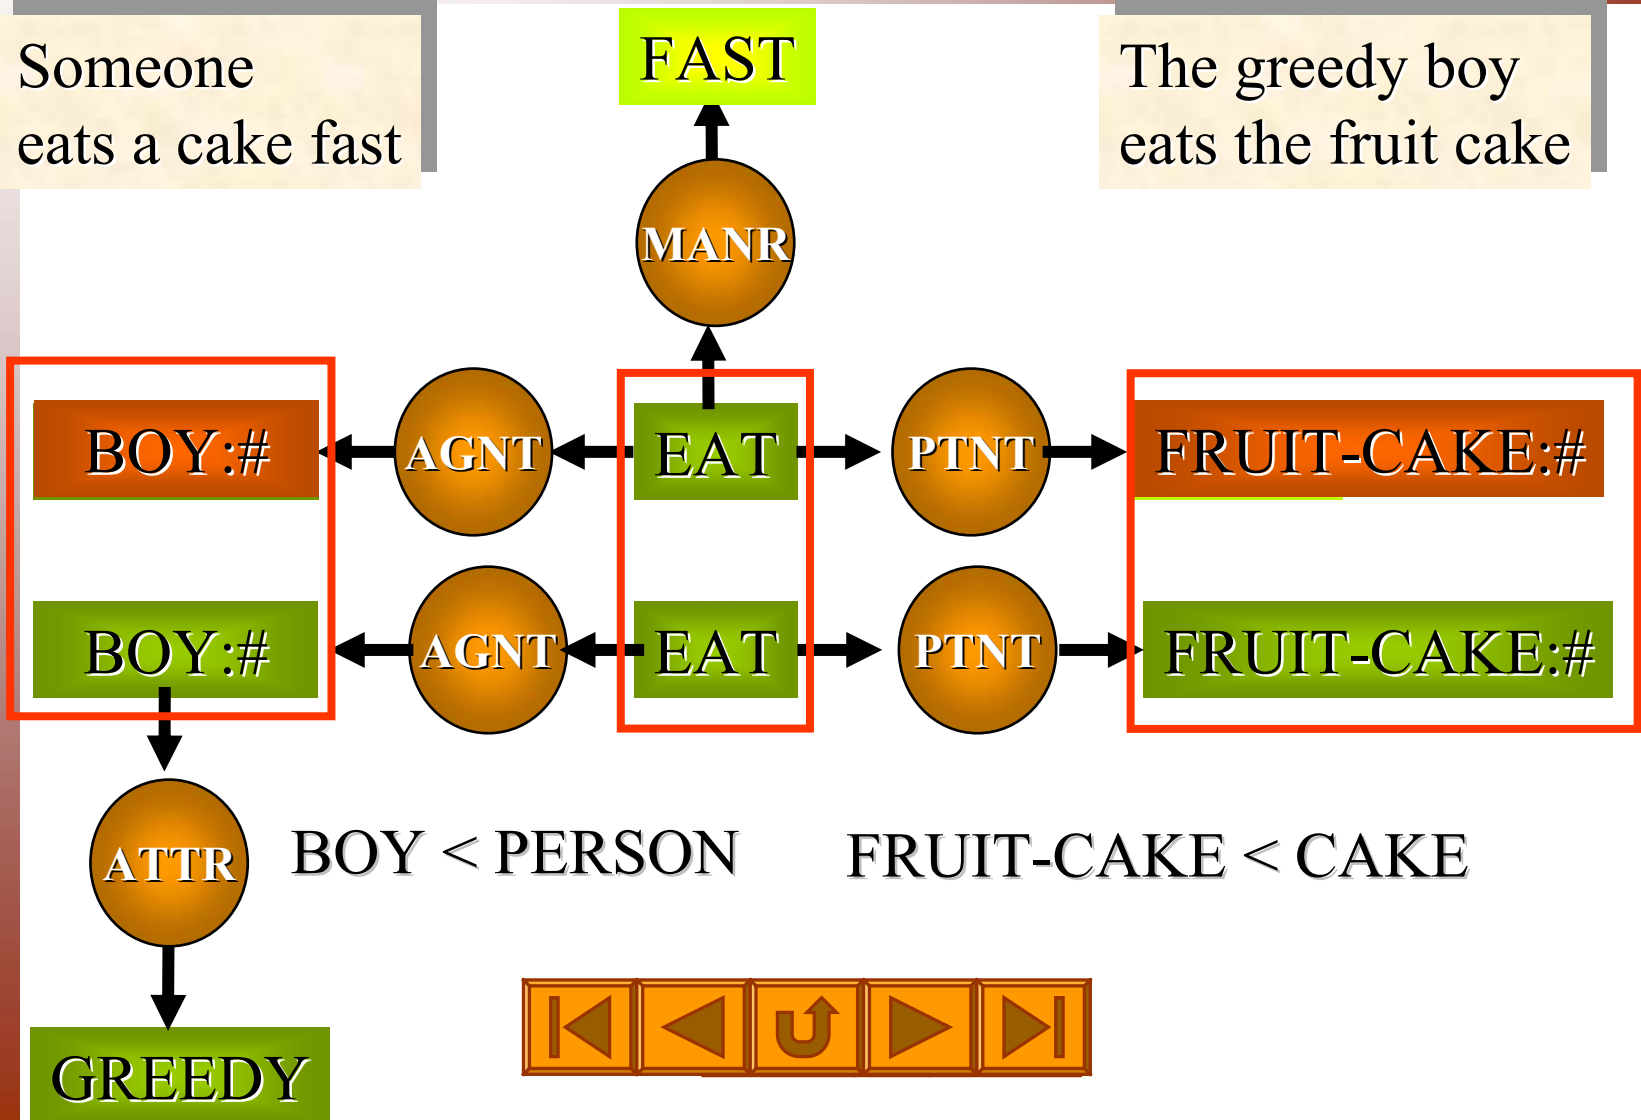 Someone
eats a cake fast
FAST
The greedy boy
eats the fruit cake
MANR
BOY:# AGNT EAT PTNT FRUIT-CAKE:#
BOY:# AGNT EAT PTNT FRUIT-CAKE:#
ATTR
BOY < PERSON
FRUIT-CAKE < CAKE
GREEDY